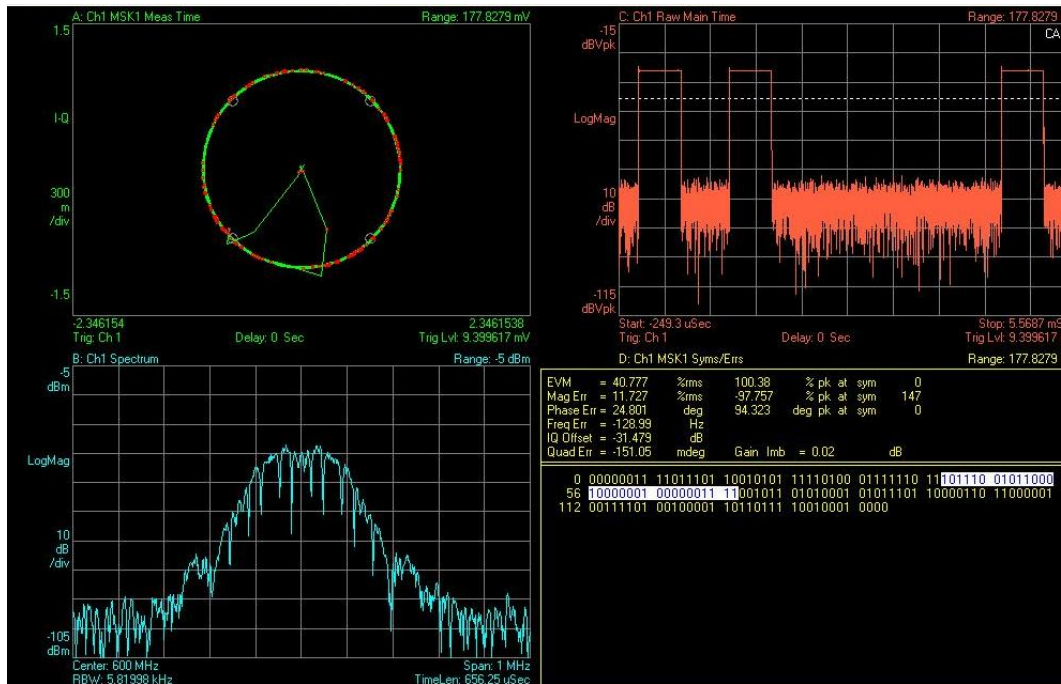 A: Ch1 MSK1 Meas Time Range: 177.8279 mV
1.5
I-Q
300
m
/div
-1.5
-2.346154 2.3461538
Trig: Ch 1 Delay: 0 Sec Trig Lvl: 9.399617 mV
C: Ch1 Raw Main Time Range: 177.8279
-15
dBVpk
CA
LogMag
10
dB
/div
-115
dBVpk
Start: -249.3 uSec Stop: 5.5687 mS
Trig: Ch 1 Trig Lvl: 9.399617 mV
B: Ch1 Spectrum Range: -5 dBm
-5
dBm
LogMag
10
dB
/div
-105
dBm
Center: 600 MHz Span: 1 MHz
RBW: 5.81998 kHz TimeLen: 656.25 uSec
D: Ch1 MSK1 Syms/Errs Range: 177.8279
EVM = 40.777 %rms 100.38 % pk at sym 0
Mag Err = 11.727 %rms -97.757 % pk at sym 147
Phase Err = 24.801 deg 94.323 deg pk at sym 0
Freq Err = -128.99 Hz
IQ Offset = -31.479 dB
Quad Err = -151.05 mdeg Gain Imb = 0.02 dB
0 00000011 11011101 10010101 11110100 01111110 11101110 01011000
56 10000001 00000011 11001011 01010001 01011101 10000110 11000001
112 00111101 00100001 10110111 10010001 0000